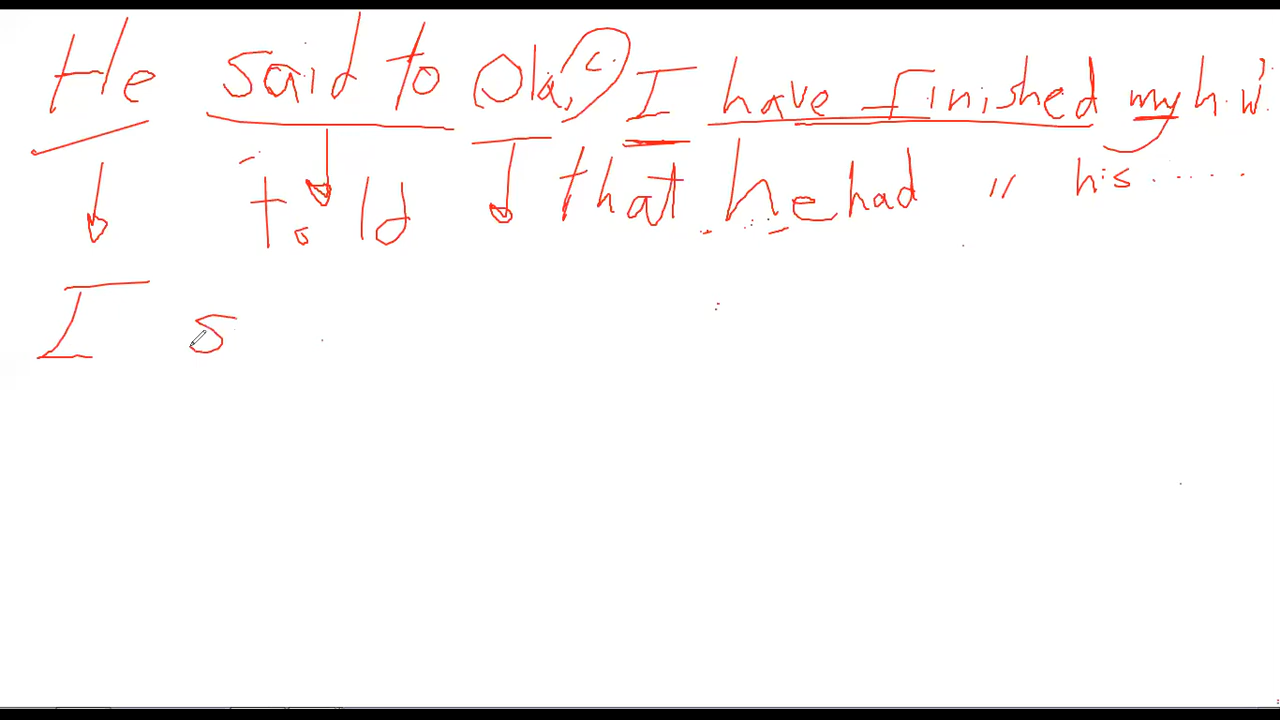 He said to Ola, " I have finished my h.w."
told that he had " his ......
I s